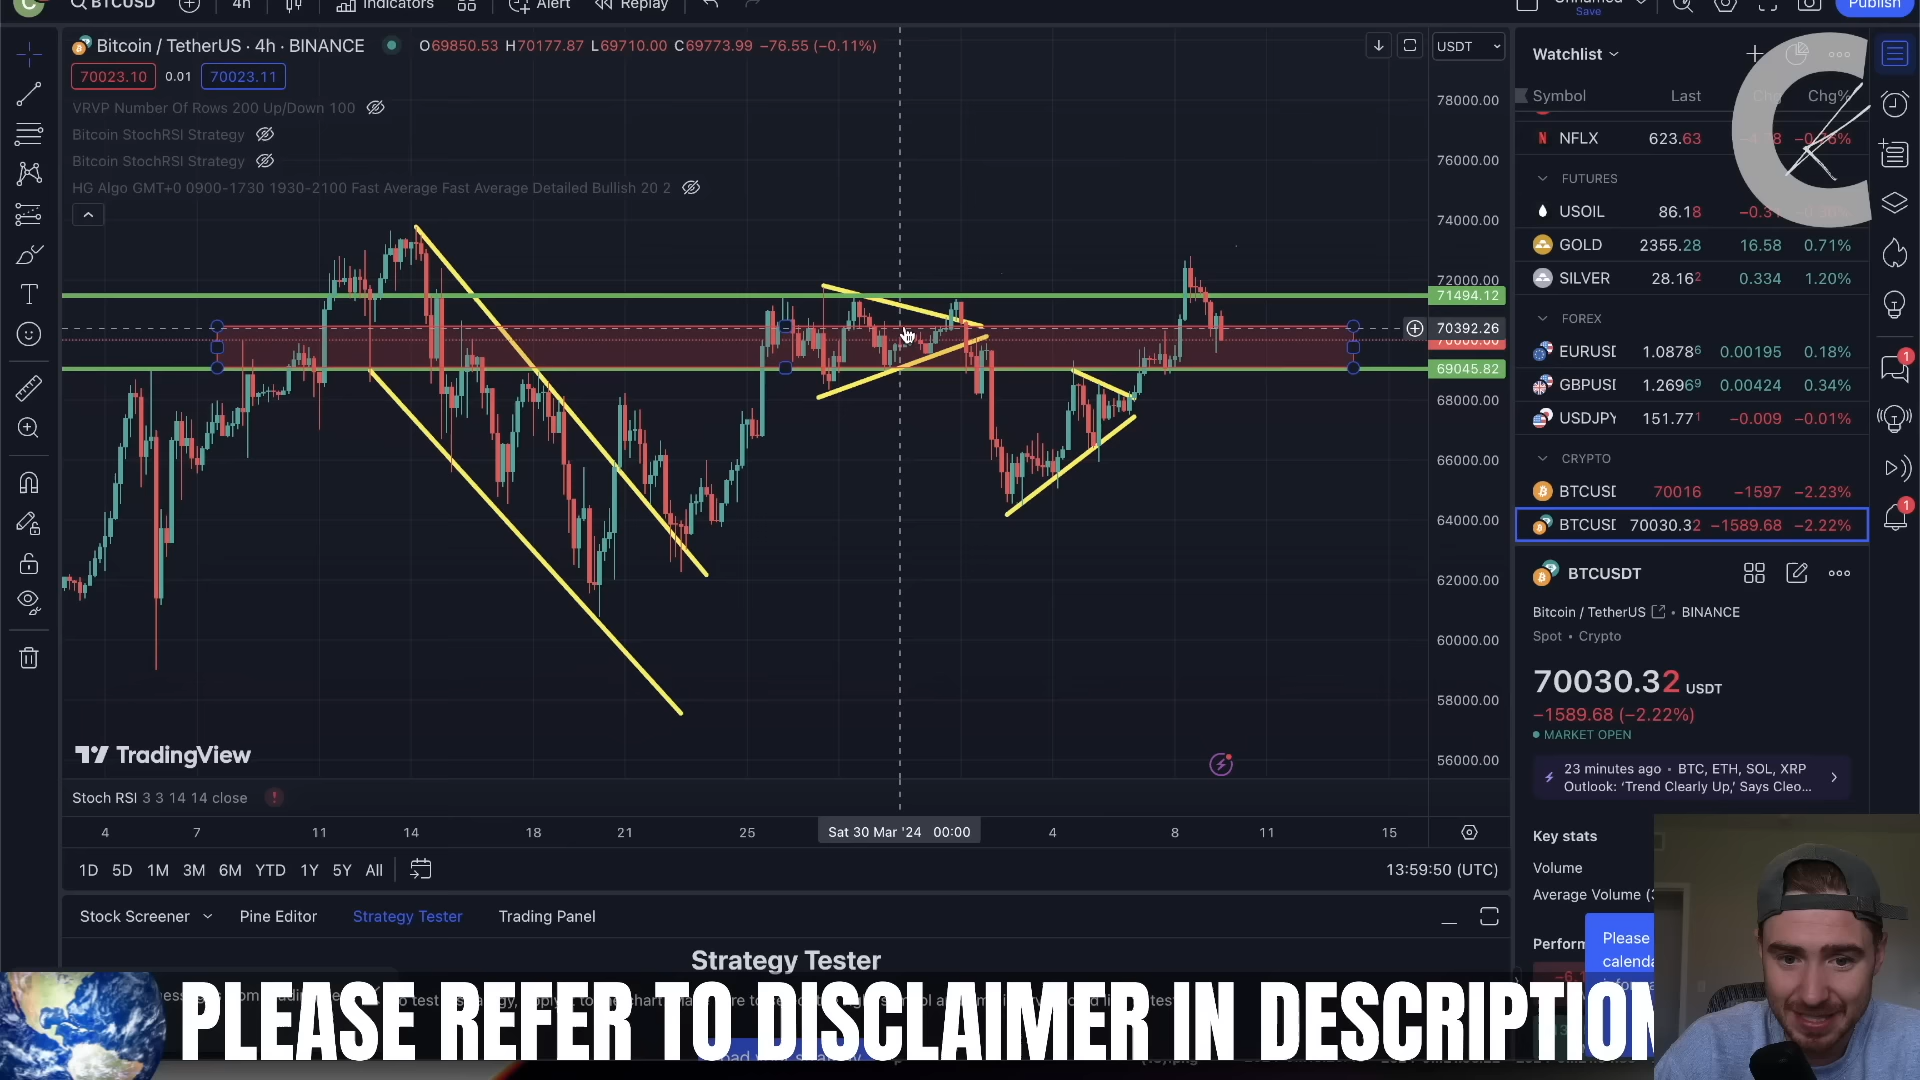 BTCUSD
4h
Indicators
Alert
Replay
Unnamed
Save
Publish
Bitcoin / TetherUS · 4h · BINANCE
O69850.53 H70177.87 L69710.00 C69773.99 −76.55 (−0.11%)
USDT
70023.10 0.01 70023.11
VRVP Number Of Rows 200 Up/Down 100
Bitcoin StochRSI Strategy
Bitcoin StochRSI Strategy
HG Algo GMT+0 0900-1730 1930-2100 Fast Average Fast Average Detailed Bullish 20 2
78000.00
76000.00
74000.00
72000.00
71494.12
70392.26
69045.82
68000.00
66000.00
64000.00
62000.00
60000.00
58000.00
56000.00
TradingView
Stoch RSI 3 3 14 14 close
4 7 11 14 18 21 25 Sat 30 Mar '24 00:00 4 8 11 15
1D 5D 1M 3M 6M YTD 1Y 5Y All
13:59:50 (UTC)
Stock Screener Pine Editor Strategy Tester Trading Panel
Strategy Tester
Watchlist
Symbol Last Chg Chg%
NFLX 623.63
FUTURES
USOIL 86.18
GOLD 2355.28 16.58 0.71%
SILVER 28.162 0.334 1.20%
FOREX
EURUSD 1.08786 0.00195 0.18%
GBPUSD 1.26969 0.00424 0.34%
USDJPY 151.771 −0.009 −0.01%
CRYPTO
BTCUSD 70016 −1597 −2.23%
BTCUSD 70030.32 −1589.68 −2.22%
BTCUSDT
Bitcoin / TetherUS BINANCE
Spot • Crypto
70030.32 USDT
−1589.68 (−2.22%)
MARKET OPEN
23 minutes ago • BTC, ETH, SOL, XRP
Outlook: 'Trend Clearly Up,' Says Cleo...
Key stats
Volume
Average Volume (
Perform
Please
calenda
1
1
PLEASE REFER TO DISCLAIMER IN DESCRIPTION